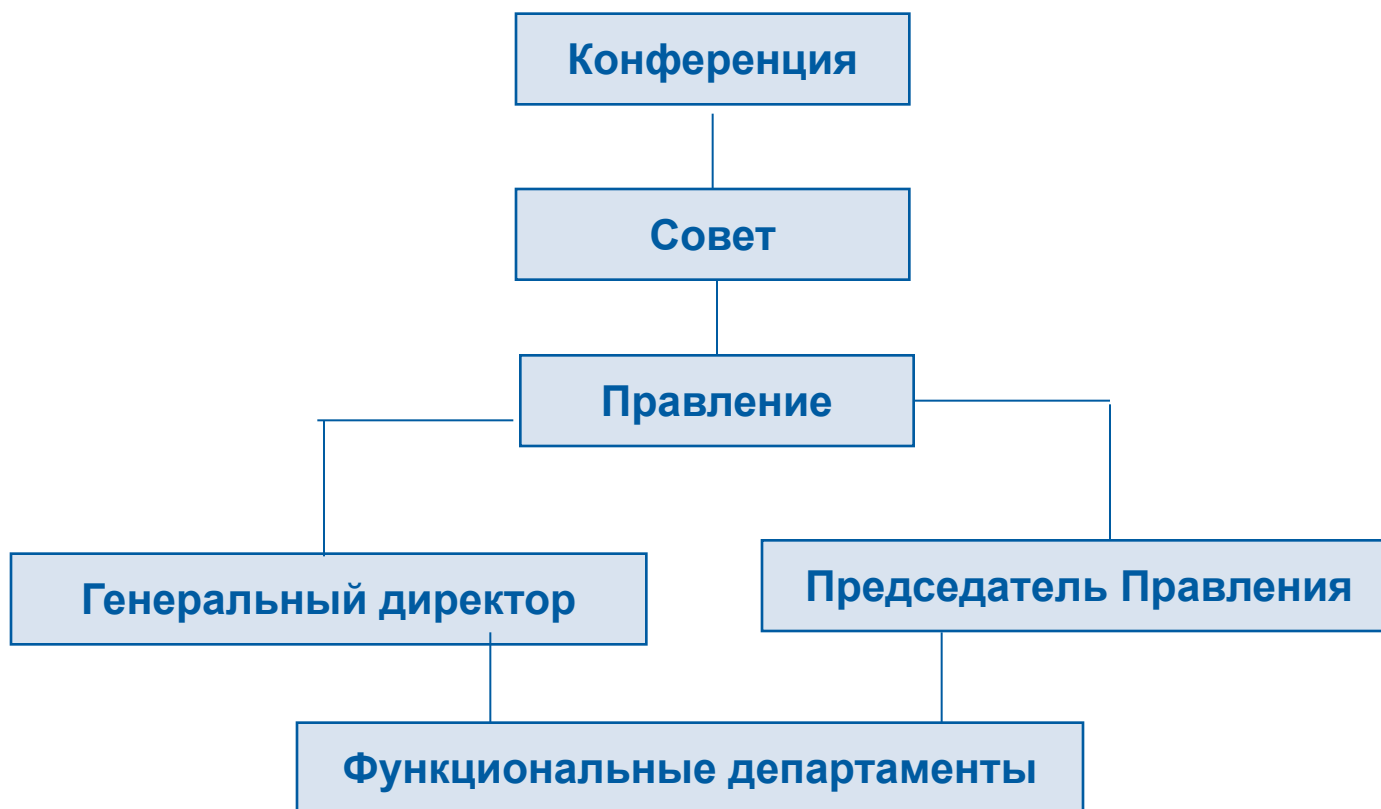 Конференция
Совет
Правление
Генеральный директор
Председатель Правления
Функциональные департаменты